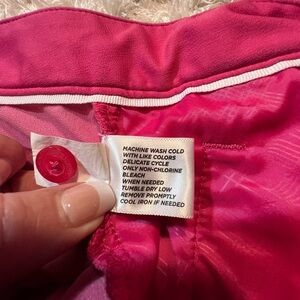 MACHINE WASH COLD
WITH LIKE COLORS
DELICATE CYCLE
ONLY NON-CHLORINE
BLEACH
WHEN NEEDED
TUMBLE DRY LOW
REMOVE PROMPTLY
COOL IRON IF NEEDED